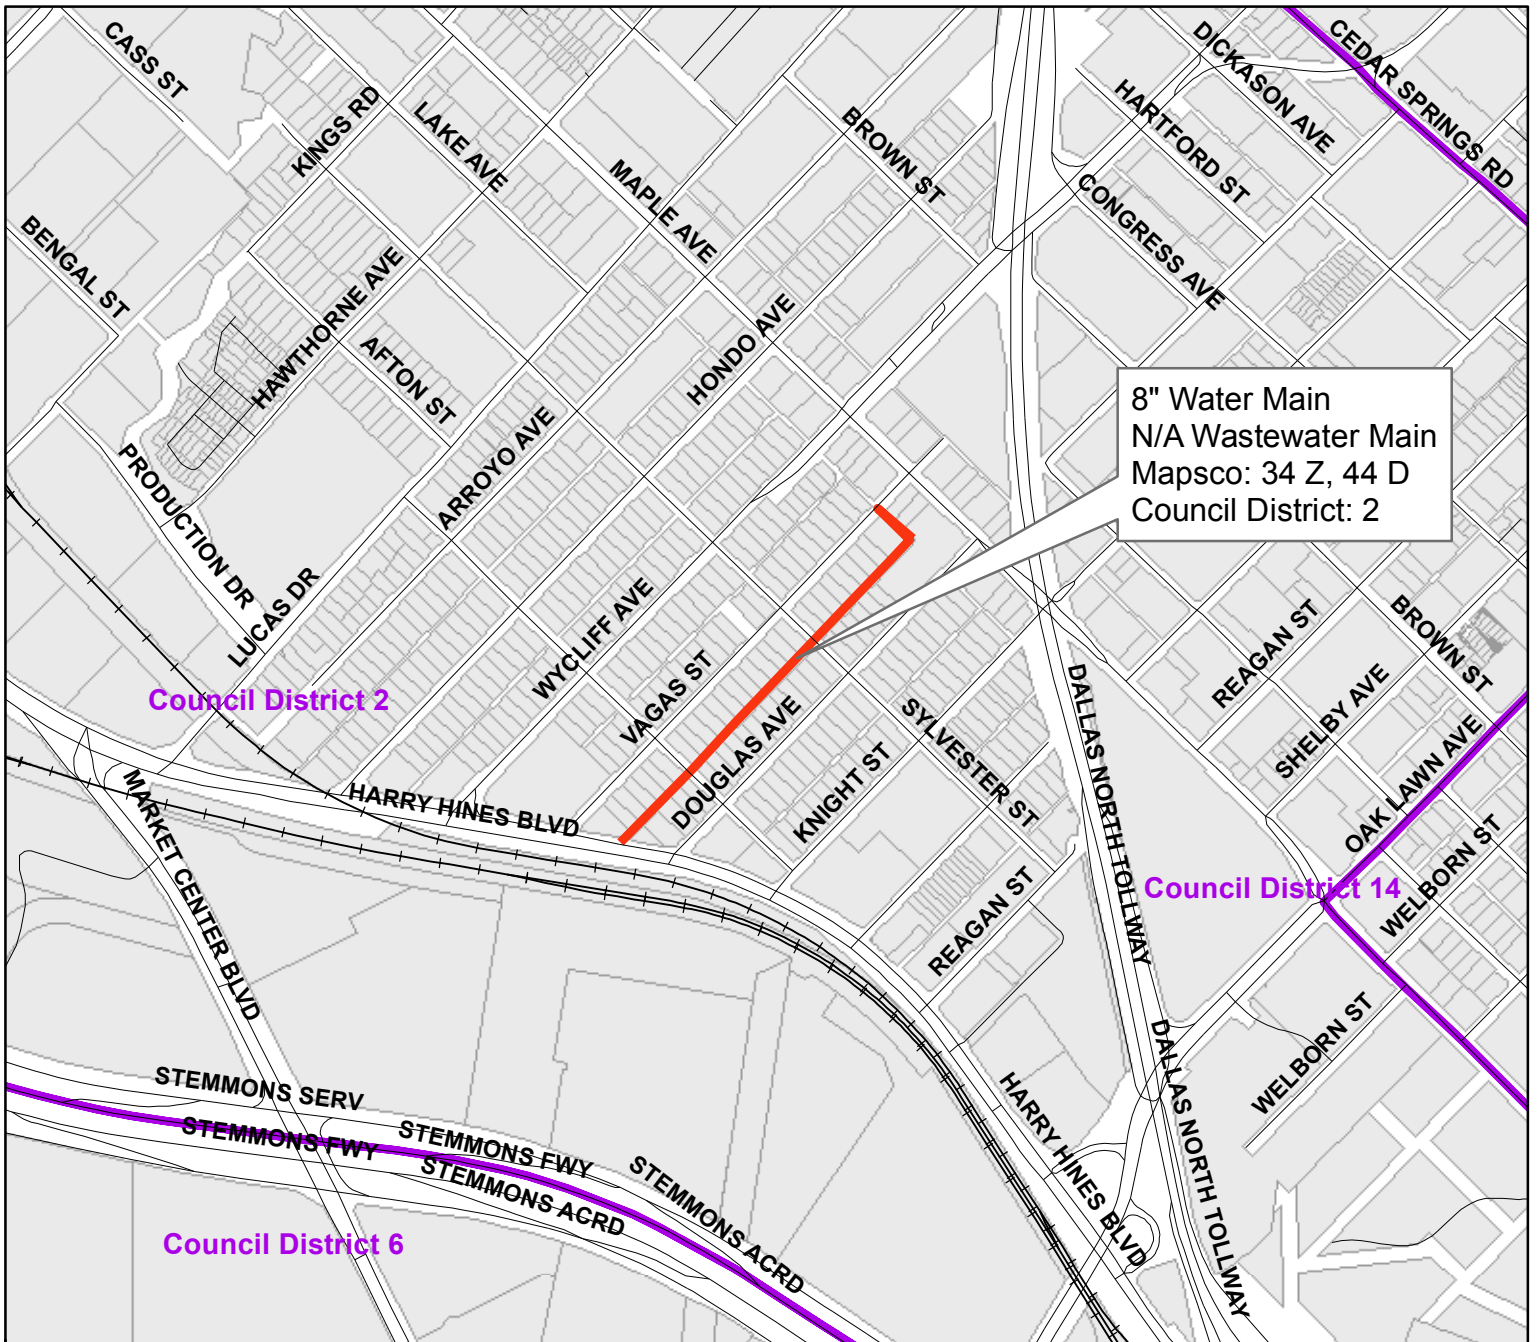 CASS ST
KINGS RD
LAKE AVE
MAPLE AVE
BROWN ST
DICKASON AVE
CEDAR SPRINGS RD
HARTFORD ST
CONGRESS AVE
BENGAL ST
HAWTHORNE AVE
AFTON ST
HONDO AVE
ARROYO AVE
PRODUCTION DR
LUCAS DR
8" Water Main
N/A Wastewater Main
Mapsco: 34 Z, 44 D
Council District: 2
WYCLIFF AVE
VAGAS ST
DOUGLAS AVE
KNIGHT ST
SYLVESTER ST
REAGAN ST
SHELBY AVE
BROWN ST
OAK LAWN AVE
WELBORN ST
DALLAS NORTH TOLLWAY
Council District 2
HARRY HINES BLVD
MARKET CENTER BLVD
Council District 14
REAGAN ST
WELBORN ST
DALLAS NORTH TOLLWAY
HARRY HINES BLVD
STEMMONS SERV
STEMMONS FWY
STEMMONS FWY
STEMMONS ACRD
STEMMONS ACRD
Council District 6